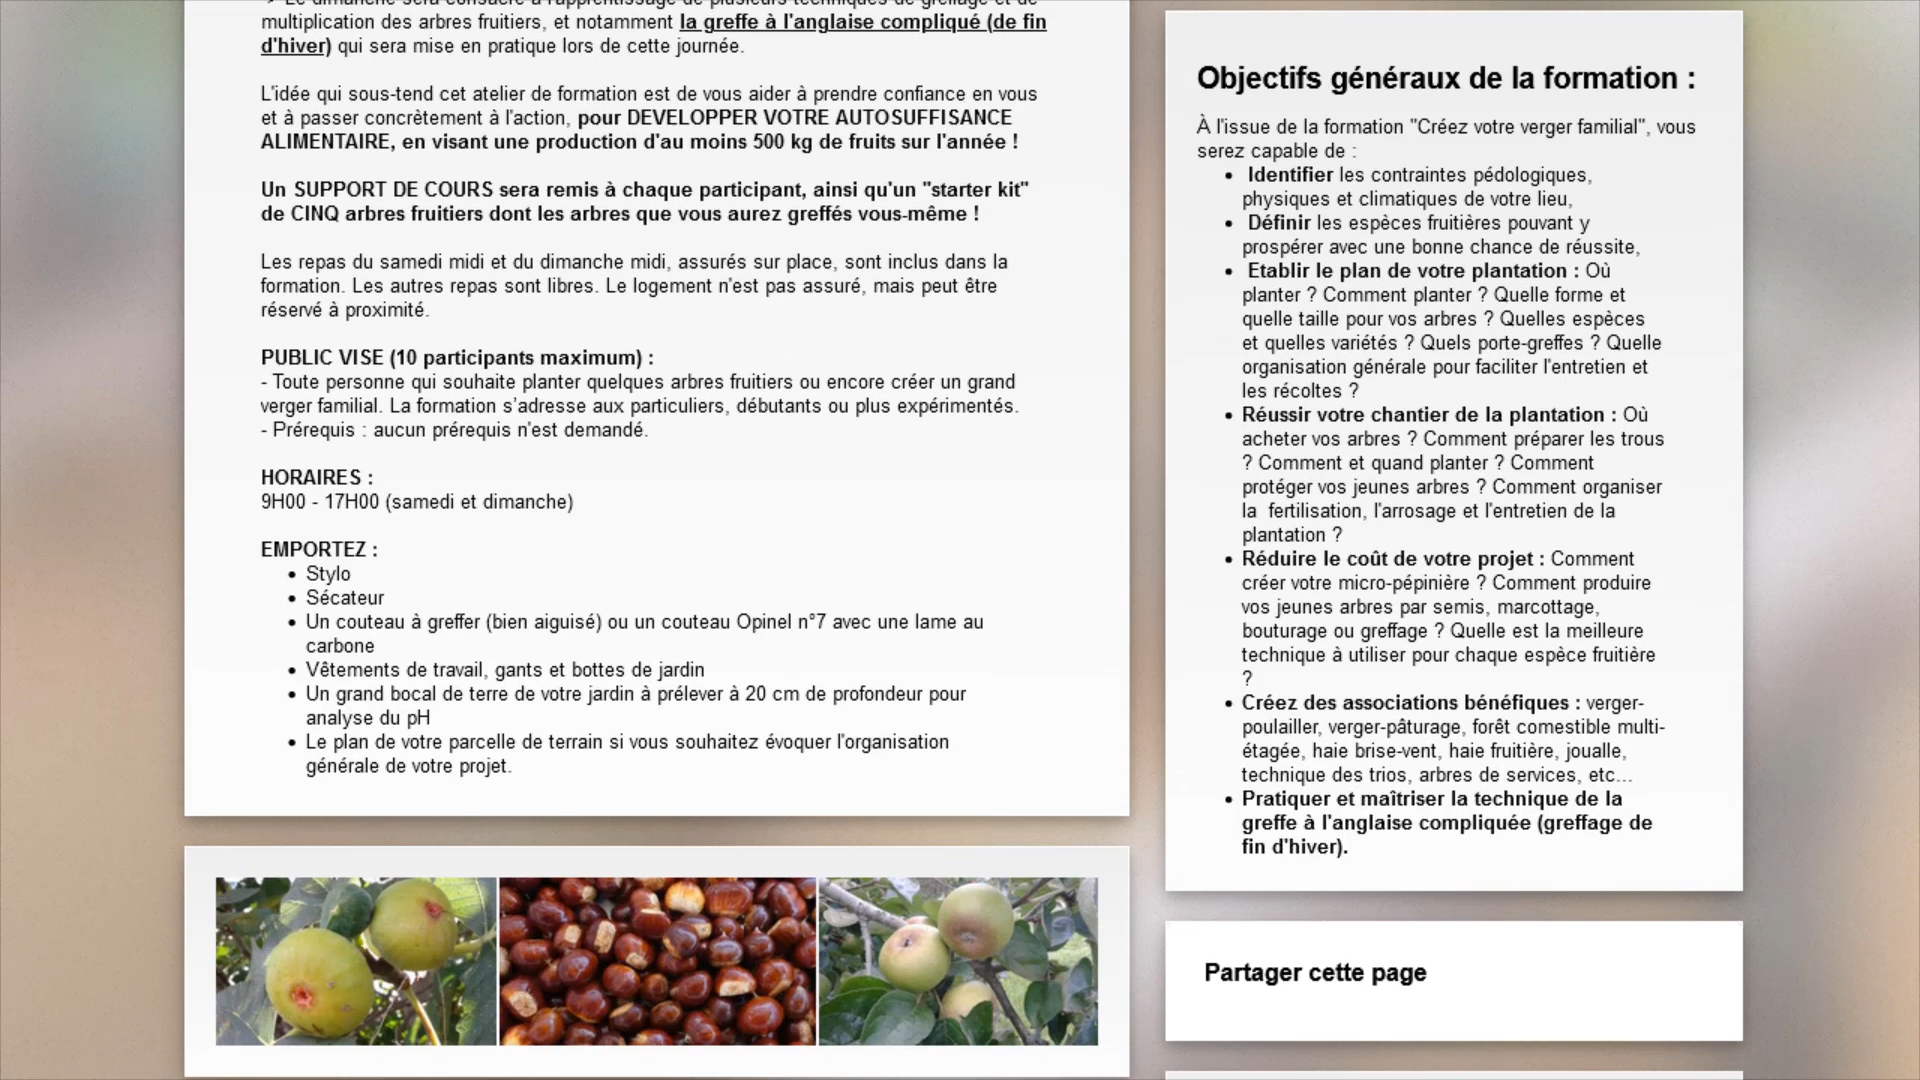 > Le dimanche sera consacré à l'apprentissage de plusieurs techniques de greffage et de
multiplication des arbres fruitiers, et notamment la greffe à l'anglaise compliqué (de fin
d'hiver) qui sera mise en pratique lors de cette journée.
L'idée qui sous-tend cet atelier de formation est de vous aider à prendre confiance en vous
et à passer concrètement à l'action, pour DEVELOPPER VOTRE AUTOSUFFISANCE
ALIMENTAIRE, en visant une production d'au moins 500 kg de fruits sur l'année !
Un SUPPORT DE COURS sera remis à chaque participant, ainsi qu'un "starter kit"
de CINQ arbres fruitiers dont les arbres que vous aurez greffés vous-même !
Les repas du samedi midi et du dimanche midi, assurés sur place, sont inclus dans la
formation. Les autres repas sont libres. Le logement n'est pas assuré, mais peut être
réservé à proximité.
PUBLIC VISE (10 participants maximum) :
- Toute personne qui souhaite planter quelques arbres fruitiers ou encore créer un grand
verger familial. La formation s’adresse aux particuliers, débutants ou plus expérimentés.
- Prérequis : aucun prérequis n'est demandé.
HORAIRES :
9H00 - 17H00 (samedi et dimanche)
EMPORTEZ :
• Stylo
• Sécateur
• Un couteau à greffer (bien aiguisé) ou un couteau Opinel n°7 avec une lame au
carbone
• Vêtements de travail, gants et bottes de jardin
• Un grand bocal de terre de votre jardin à prélever à 20 cm de profondeur pour
analyse du pH
• Le plan de votre parcelle de terrain si vous souhaitez évoquer l'organisation
générale de votre projet.
Objectifs généraux de la formation :
À l'issue de la formation "Créez votre verger familial", vous
serez capable de :
• Identifier les contraintes pédologiques,
physiques et climatiques de votre lieu,
• Définir les espèces fruitières pouvant y
prospérer avec une bonne chance de réussite,
• Etablir le plan de votre plantation : Où
planter ? Comment planter ? Quelle forme et
quelle taille pour vos arbres ? Quelles espèces
et quelles variétés ? Quels porte-greffes ? Quelle
organisation générale pour faciliter l'entretien et
les récoltes ?
• Réussir votre chantier de la plantation : Où
acheter vos arbres ? Comment préparer les trous
? Comment et quand planter ? Comment
protéger vos jeunes arbres ? Comment organiser
la fertilisation, l'arrosage et l'entretien de la
plantation ?
• Réduire le coût de votre projet : Comment
créer votre micro-pépinière ? Comment produire
vos jeunes arbres par semis, marcottage,
bouturage ou greffage ? Quelle est la meilleure
technique à utiliser pour chaque espèce fruitière
?
• Créez des associations bénéfiques : verger-
poulailler, verger-pâturage, forêt comestible multi-
étagée, haie brise-vent, haie fruitière, joualle,
technique des trios, arbres de services, etc...
• Pratiquer et maîtriser la technique de la
greffe à l'anglaise compliquée (greffage de
fin d'hiver).
Partager cette page